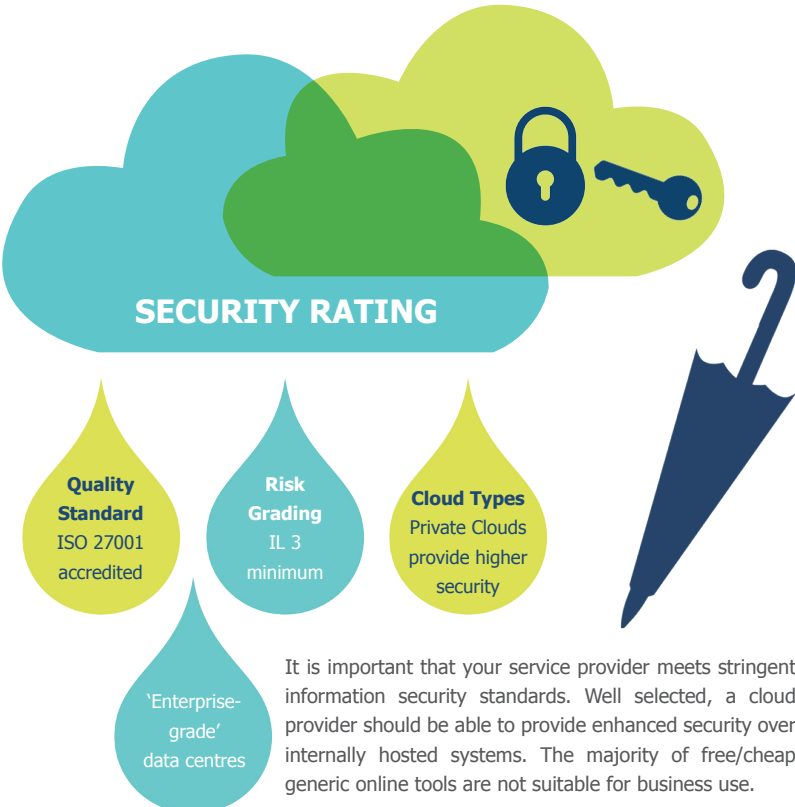 SECURITY RATING
Quality
Standard
ISO 27001
accredited
Risk
Grading
IL 3
minimum
Cloud Types
Private Clouds
provide higher
security
‘Enterprise-
grade’
data centres
It is important that your service provider meets stringent
information security standards. Well selected, a cloud
provider should be able to provide enhanced security over
internally hosted systems. The majority of free/cheap
generic online tools are not suitable for business use.